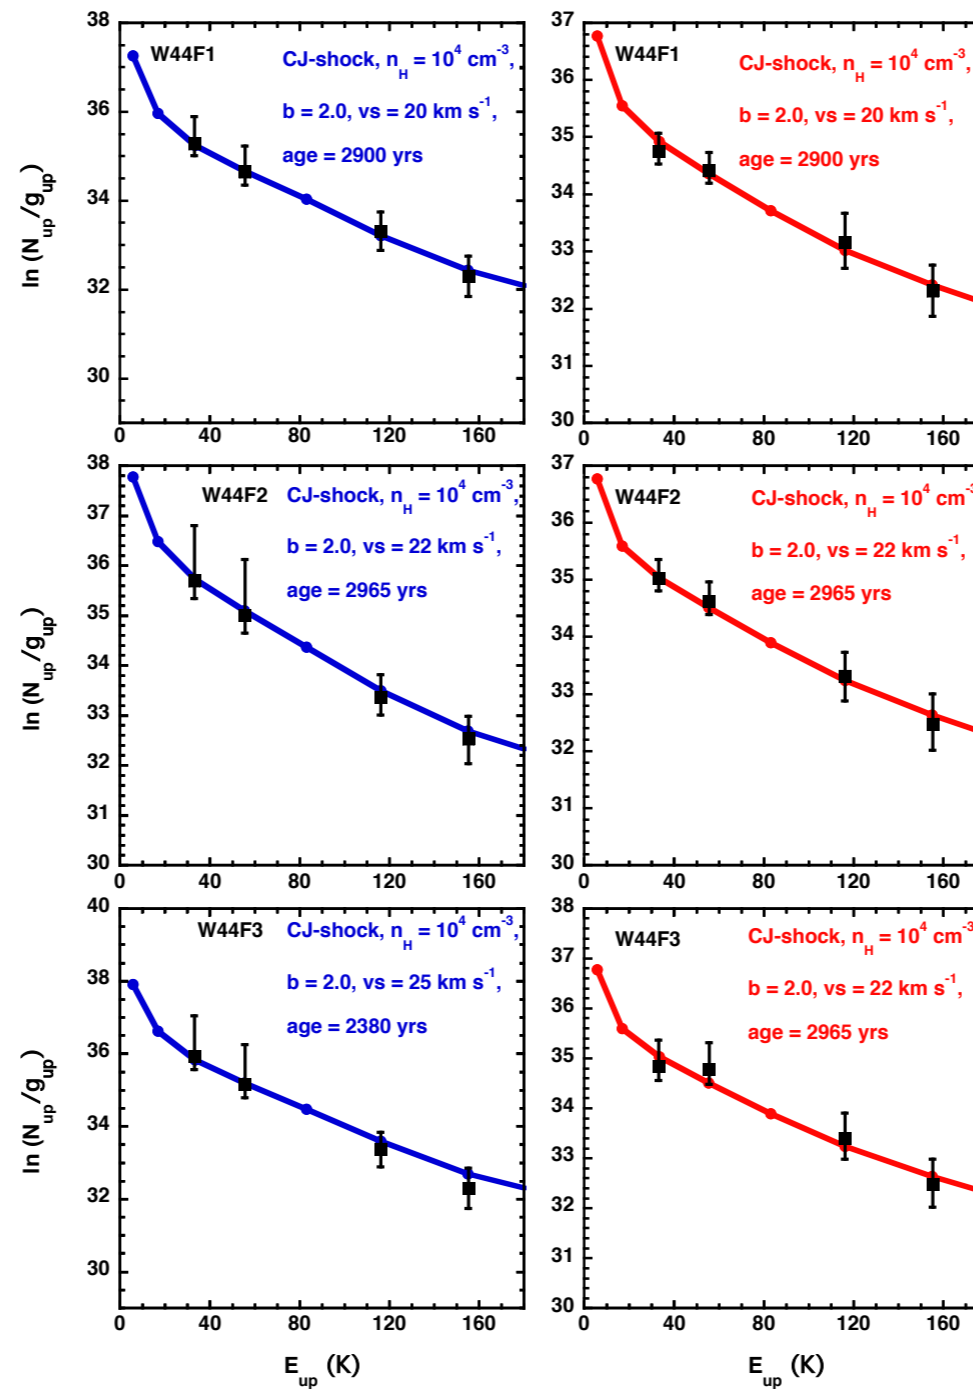 38
37
36
35
34
33
32
31
30
0 40 80 120 160
ln (N_up/g_up)
W44F1
CJ-shock, n_H = 10^4 cm^-3,
b = 2.0, vs = 20 km s^-1,
age = 2900 yrs
37
36
35
34
33
32
31
30
0 40 80 120 160
W44F1
CJ-shock, n_H = 10^4 cm^-3,
b = 2.0, vs = 20 km s^-1,
age = 2900 yrs
38
37
36
35
34
33
32
31
30
0 40 80 120 160
ln (N_up/g_up)
W44F2
CJ-shock, n_H = 10^4 cm^-3,
b = 2.0, vs = 22 km s^-1,
age = 2965 yrs
37
36
35
34
33
32
31
30
0 40 80 120 160
W44F2
CJ-shock, n_H = 10^4 cm^-3
b = 2.0, vs = 22 km s^-1,
age = 2965 yrs
40
38
36
34
32
30
0 40 80 120 160
ln (N_up/g_up)
E_up (K)
W44F3
CJ-shock, n_H = 10^4 cm^-3,
b = 2.0, vs = 25 km s^-1,
age = 2380 yrs
38
37
36
35
34
33
32
31
30
0 40 80 120 160
E_up (K)
W44F3
CJ-shock, n_H = 10^4 cm^-3
b = 2.0, vs = 22 km s^-1,
age = 2965 yrs